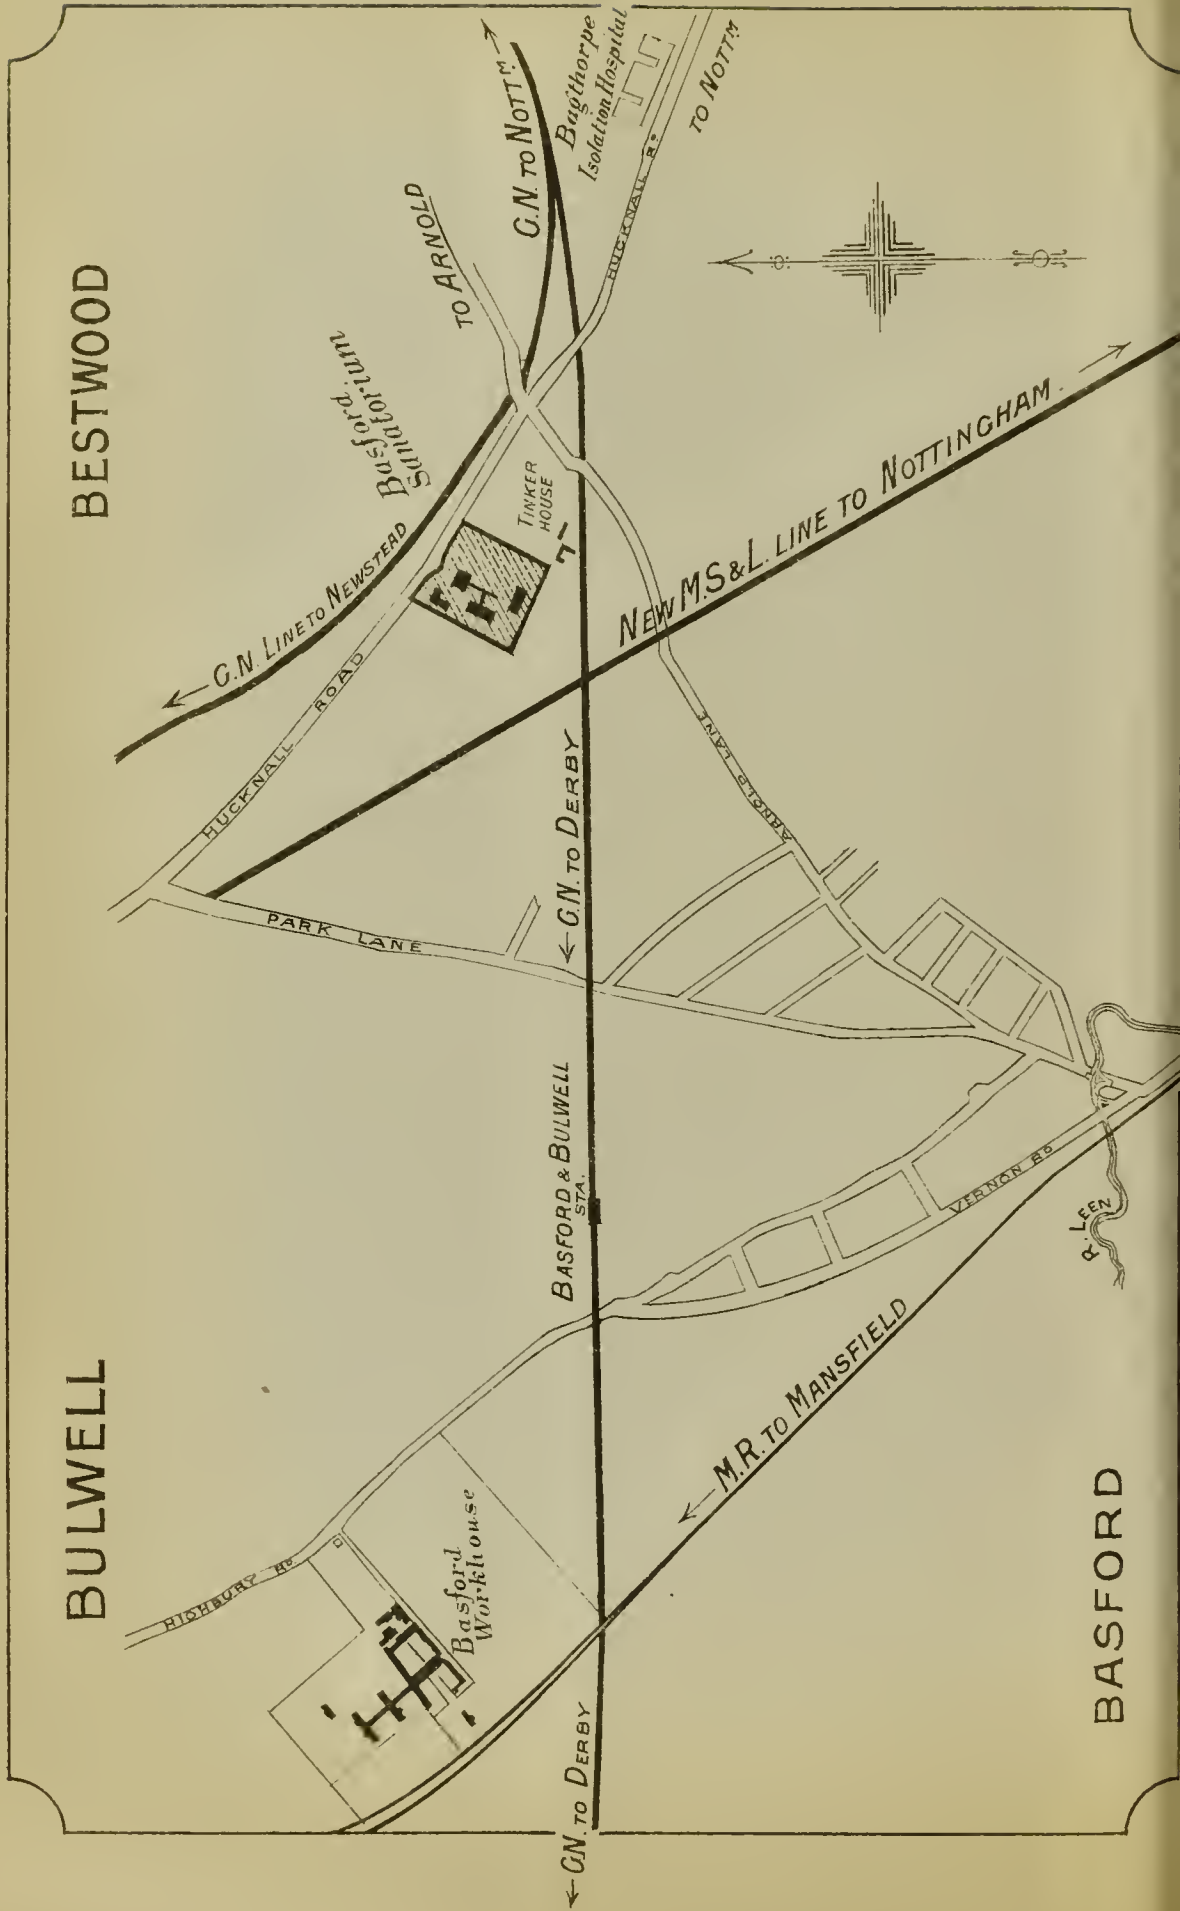 BULWELL
BESTWOOD
HIGHBURY RD
Basford
Workhouse
HUCKNALL ROAD
PARK LANE
← G.N. LINE TO NEWSTEAD
Basford.
Sanatorium
TO ARNOLD
G.N. TO NOTTM →
Bagthorpe
Isolation Hospital
TO NOTTM
HUCKNALL RD
TINKER
HOUSE
← G.N. TO DERBY
BASFORD & BULWELL
STA.
← G.N. TO DERBY
NEW M.S & L. LINE TO NOTTINGHAM. →
ARNOLD LANE
← M.R. TO MANSFIELD
VERNON RD
R. LEEN
BASFORD